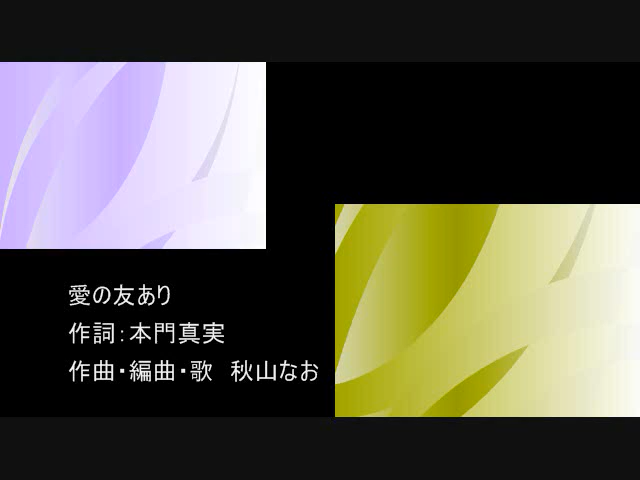 愛の友あり
作詞：本門真実
作曲・編曲・歌　秋山なお